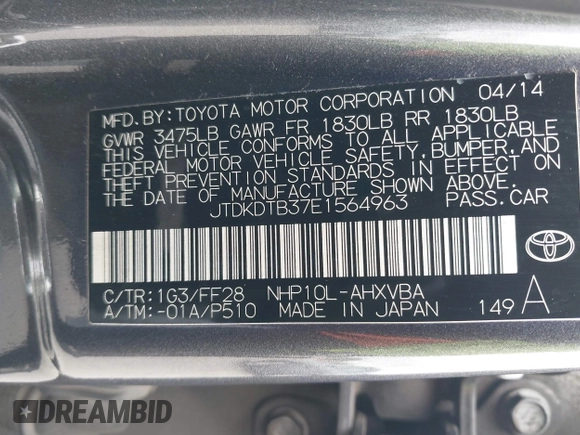 MFD.BY:TOYOTA MOTOR CORPORATION 04/14
GVWR 3475LB GAWR FR 1830LB RR 1830LB
THIS VEHICLE CONFORMS TO ALL APPLICABLE
FEDERAL MOTOR VEHICLE SAFETY,BUMPER,AND
THEFT PREVENTION STANDARDS IN EFFECT ON
THE DATE OF MANUFACTURE SHOWN ABOVE.
JTDKDTB37E1564963 PASS.CAR
C/TR:1G3/FF28 NHP10L-AHXVBA
A/TM:-01A/P510 MADE IN JAPAN 149 A
DREAMBID